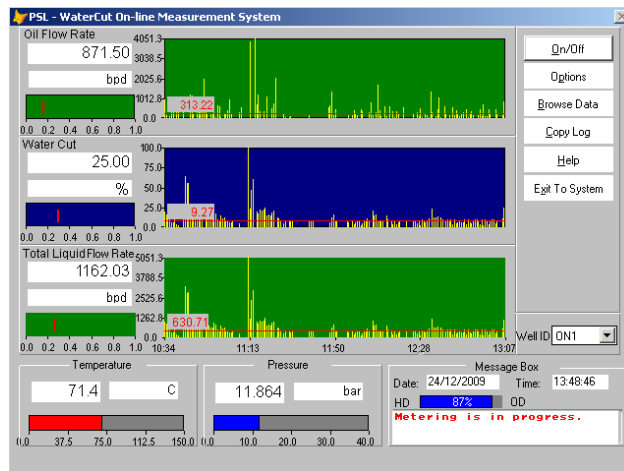 PSL - WaterCut On-line Measurement System
Oil Flow Rate
871.50
bpd
0.0 0.2 0.4 0.6 0.8 1.0
4051.3
3038.5
2025.6
1012.8
0.0
313.22
Water Cut
25.00
%
0.0 0.2 0.4 0.6 0.8 1.0
100.0
75.0
50.0
25.0
0.0
9.27
Total Liquid Flow Rate
1162.03
bpd
0.0 0.2 0.4 0.6 0.8 1.0
5051.3
3788.5
2525.6
1262.8
0.0
630.71
10:34 11:13 11:50 12:28 13:07
On/Off
Options
Browse Data
Copy Log
Help
Exit To System
Well ID ON1
Temperature
71.4 C
0.0 37.5 75.0 112.5 150.0
Pressure
11.864 bar
0.0 10.0 20.0 30.0 40.0
Message Box
Date: 24/12/2009 Time: 13:48:46
HD 87% OD
Metering is in progress.